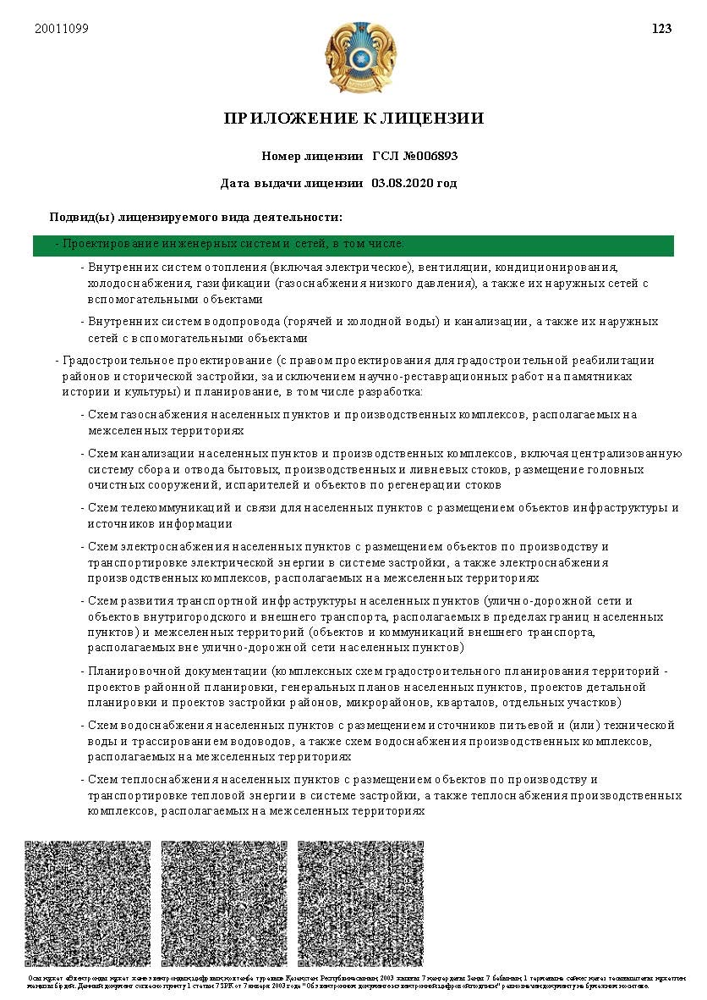 20011099
123
ПРИЛОЖЕНИЕ К ЛИЦЕНЗИИ
Номер лицензии ГСЛ №006893
Дата выдачи лицензии 03.08.2020 год
Подвид(ы) лицензируемого вида деятельности:
- Проектирование инженерных систем и сетей, в том числе:
- Внутренних систем отопления (включая электрическое), вентиляции, кондиционирования,
холодоснабжения, газификации (газоснабжения низкого давления), а также их наружных сетей с
вспомогательными объектами
- Внутренних систем водопровода (горячей и холодной воды) и канализации, а также их наружных
сетей с вспомогательными объектами
- Градостроительное проектирование (с правом проектирования для градостроительной реабилитации
районов исторической застройки, за исключением научно-реставрационных работ на памятниках
истории и культуры) и планирование, в том числе разработка:
- Схем газоснабжения населенных пунктов и производственных комплексов, располагаемых на
межселенных территориях
- Схем канализации населенных пунктов и производственных комплексов, включая централизованную
систему сбора и отвода бытовых, производственных и ливневых стоков, размещение головных
очистных сооружений, испарителей и объектов по регенерации стоков
- Схем телекоммуникаций и связи для населенных пунктов с размещением объектов инфраструктуры и
источников информации
- Схем электроснабжения населенных пунктов с размещением объектов по производству и
транспортировке электрической энергии в системе застройки, а также электроснабжения
производственных комплексов, располагаемых на межселенных территориях
- Схем развития транспортной инфраструктуры населенных пунктов (улично-дорожной сети и
объектов внутригородского и внешнего транспорта, располагаемых в пределах границ населенных
пунктов) и межселенных территорий (объектов и коммуникаций внешнего транспорта,
располагаемых вне улично-дорожной сети населенных пунктов)
- Планировочной документации (комплексных схем градостроительного планирования территорий -
проектов районной планировки, генеральных планов населенных пунктов, проектов детальной
планировки и проектов застройки районов, микрорайонов, кварталов, отдельных участков)
- Схем водоснабжения населенных пунктов с размещением источников питьевой и (или) технической
воды и трассированием водоводов, а также схем водоснабжения производственных комплексов,
располагаемых на межселенных территориях
- Схем теплоснабжения населенных пунктов с размещением объектов по производству и
транспортировке тепловой энергии в системе застройки, а также теплоснабжения производственных
комплексов, располагаемых на межселенных территориях
Осы құжат «Электронды құжат және электрондық цифрлық қолтаңба туралы» Қазақстан Республикасының 2003 жылғы 7 қаңтардағы Заңы 7 бабының 1 тармағына сәйкес қағаз тасығыштағы құжатпен
маңызы бірдей. Данный документ согласно пункту 1 статьи 7 ЗРК от 7 января 2003 года "Об электронном документе и электронной цифровой подписи" равнозначен документу на бумажном носителе.